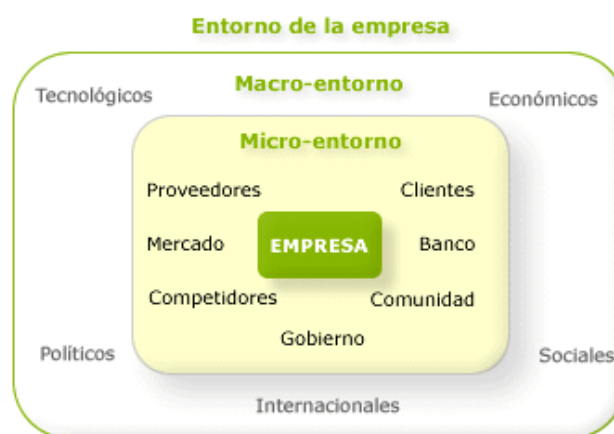 Entorno de la empresa
Macro-entorno
Tecnológicos
Económicos
Micro-entorno
Proveedores
Clientes
Mercado
EMPRESA
Banco
Competidores
Comunidad
Gobierno
Políticos
Sociales
Internacionales